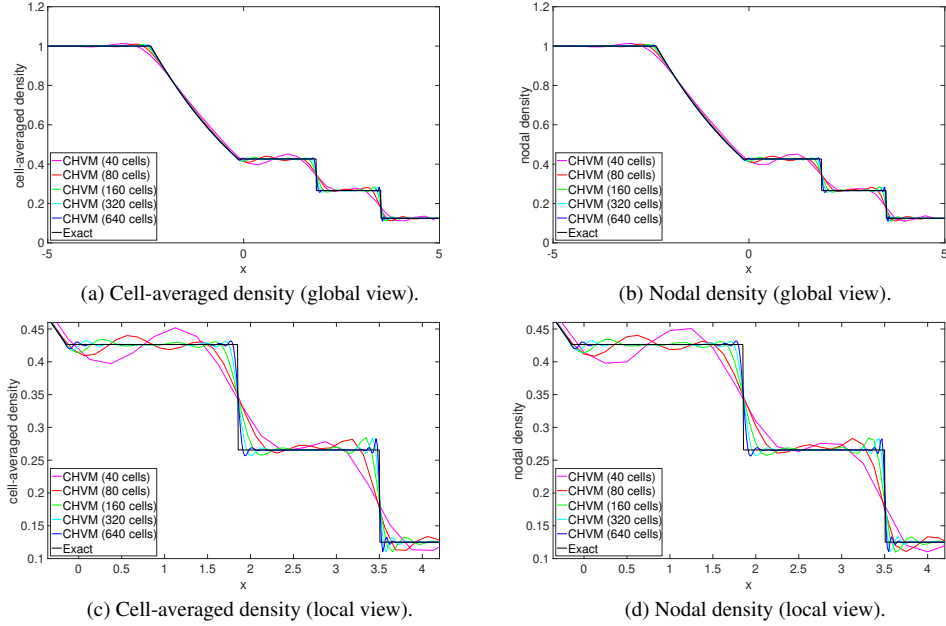 1.2
1
0.8
0.6
0.4
0.2
0
cell-averaged density
CHVM (40 cells)
CHVM (80 cells)
CHVM (160 cells)
CHVM (320 cells)
CHVM (640 cells)
Exact
-5
0
5
x
(a) Cell-averaged density (global view).
1.2
1
0.8
0.6
0.4
0.2
0
nodal density
CHVM (40 cells)
CHVM (80 cells)
CHVM (160 cells)
CHVM (320 cells)
CHVM (640 cells)
Exact
-5
0
5
x
(b) Nodal density (global view).
0.45
0.4
0.35
0.3
0.25
0.2
0.15
0.1
cell-averaged density
CHVM (40 cells)
CHVM (80 cells)
CHVM (160 cells)
CHVM (320 cells)
CHVM (640 cells)
Exact
0
0.5
1
1.5
2
2.5
3
3.5
4
x
(c) Cell-averaged density (local view).
0.45
0.4
0.35
0.3
0.25
0.2
0.15
0.1
nodal density
CHVM (40 cells)
CHVM (80 cells)
CHVM (160 cells)
CHVM (320 cells)
CHVM (640 cells)
Exact
0
0.5
1
1.5
2
2.5
3
3.5
4
x
(d) Nodal density (local view).